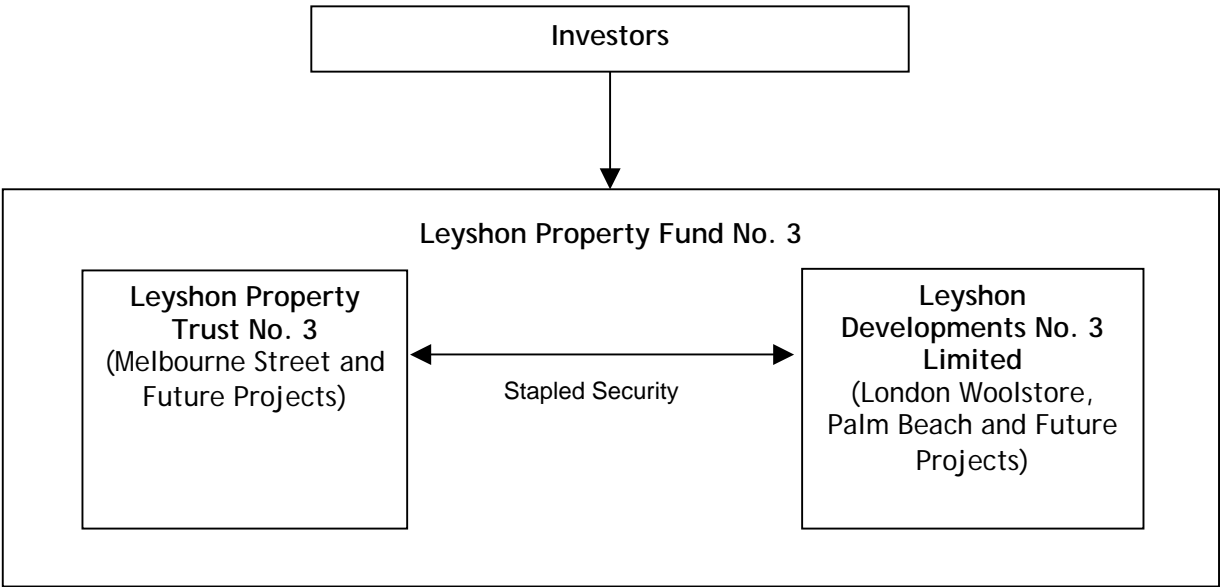 Investors
Leyshon Property Fund No. 3
Leyshon Property
Trust No. 3
(Melbourne Street and
Future Projects)
Stapled Security
Leyshon
Developments No. 3
Limited
(London Woolstore,
Palm Beach and Future
Projects)